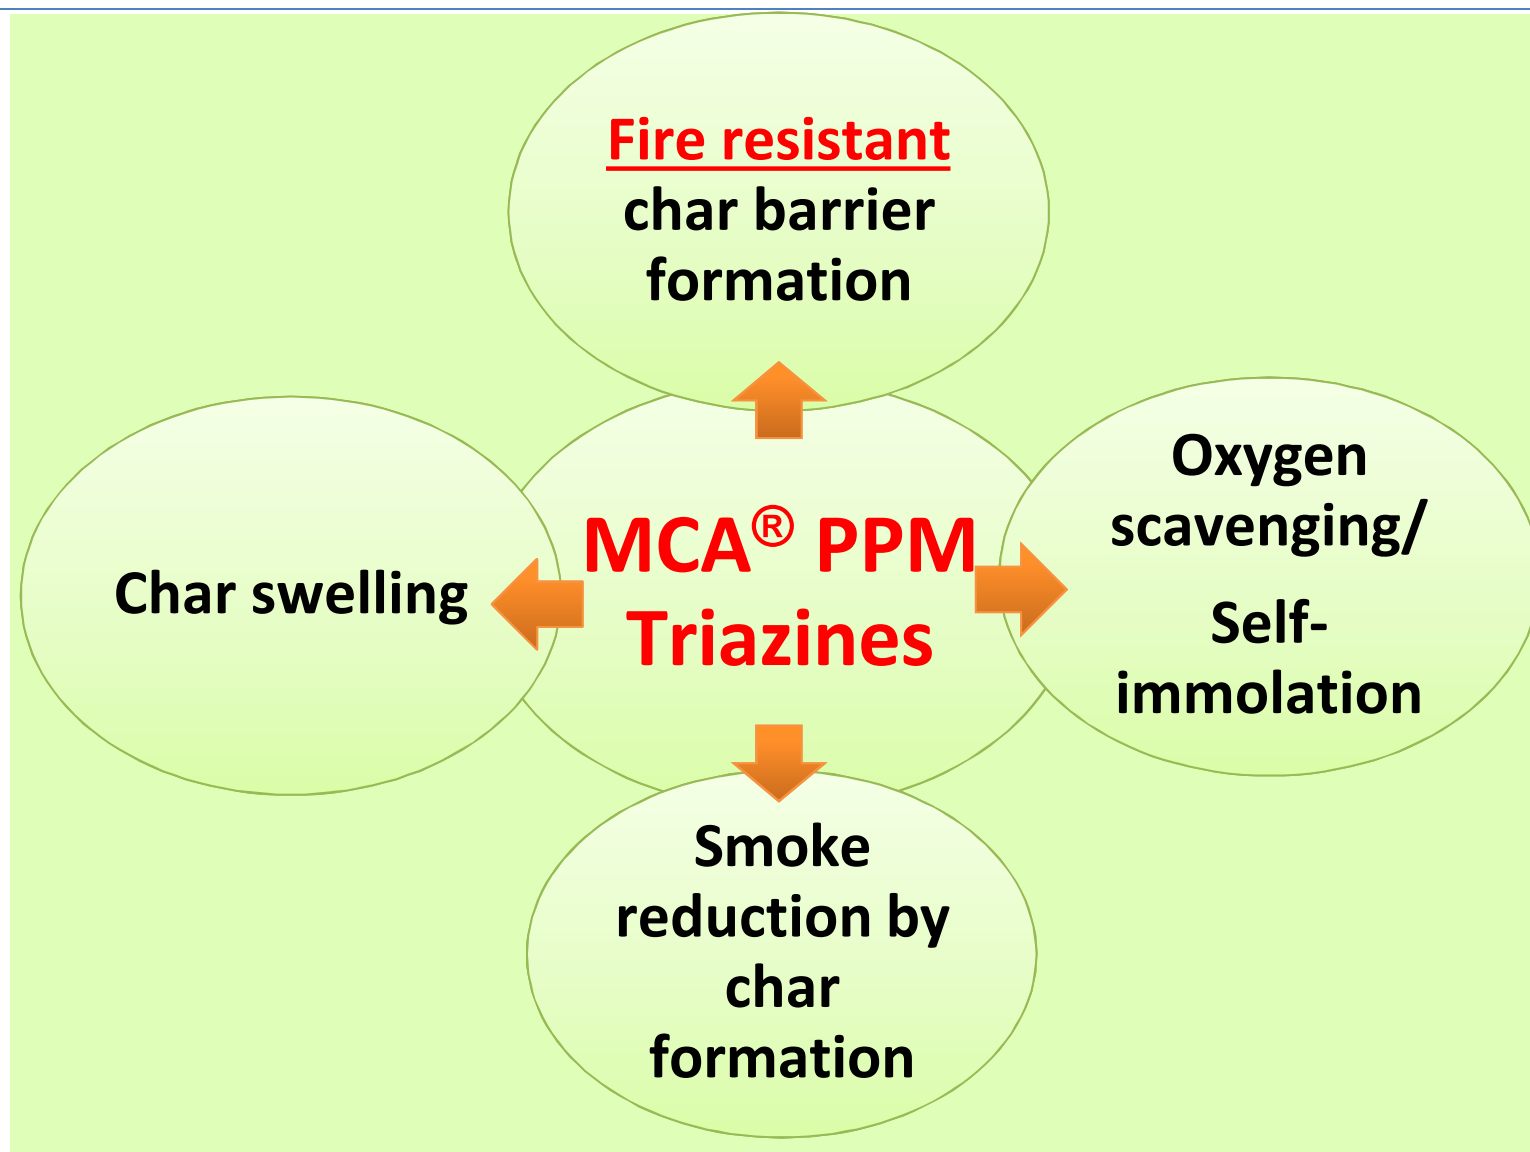 Fire resistant
char barrier
formation
Char swelling
MCA® PPM
Triazines
Oxygen
scavenging/
Self-
immolation
Smoke
reduction by
char
formation